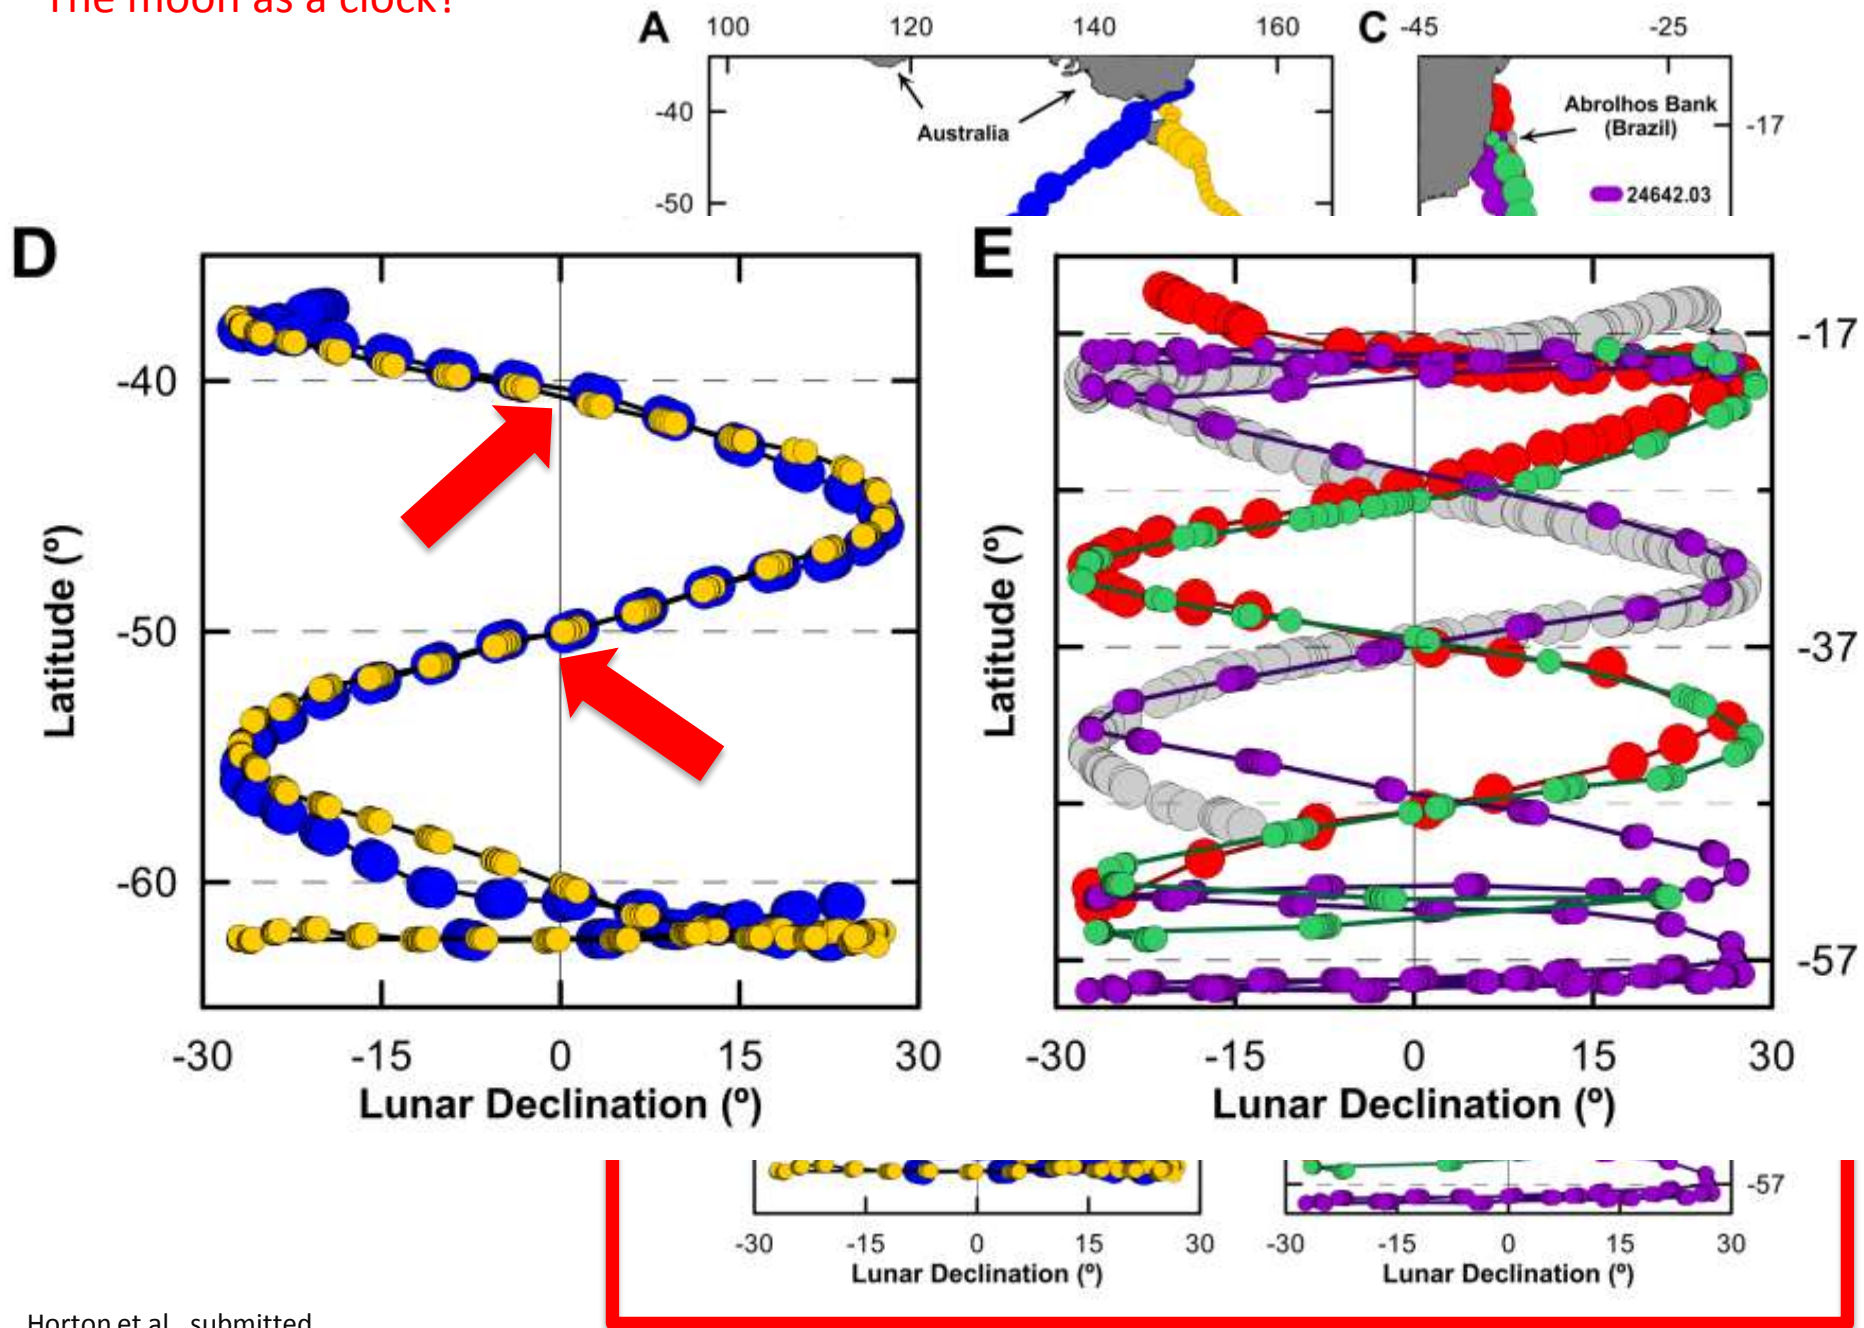 The moon as a clock?
A
100 120 140 160
-40
-50
Australia
C
-45 -25
-17
Abrolhos Bank
(Brazil)
24642.03
D
-40
-50
-60
Latitude (º)
-30 -15 0 15 30
Lunar Declination (º)
E
-17
-37
-57
Latitude (º)
-30 -15 0 15 30
Lunar Declination (º)
-30 -15 0 15 30
Lunar Declination (º)
-57
-30 -15 0 15 30
Lunar Declination (º)
Horton et al., submitted